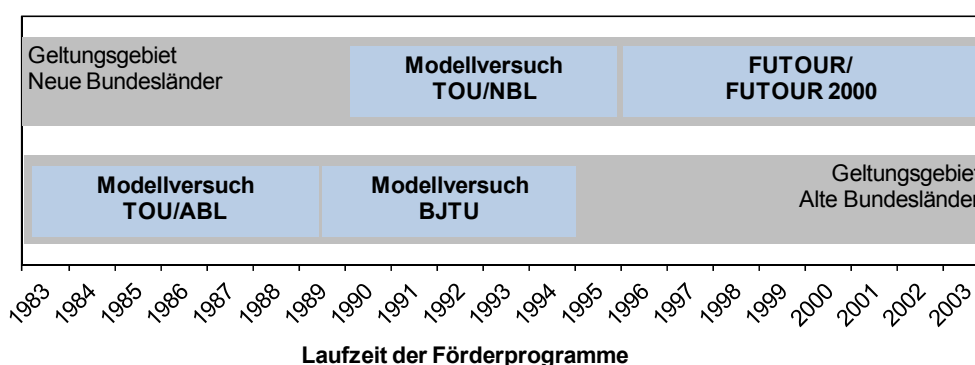 Geltungsgebiet
Neue Bundesländer
Modellversuch
TOU/NBL
FUTOUR/
FUTOUR 2000
Modellversuch
TOU/ABL
Modellversuch
BJTU
Geltungsgebiet
Alte Bundesländer
1983 1984 1985 1986 1987 1988 1989 1990 1991 1992 1993 1994 1995 1996 1997 1998 1999 2000 2001 2002 2003
Laufzeit der Förderprogramme